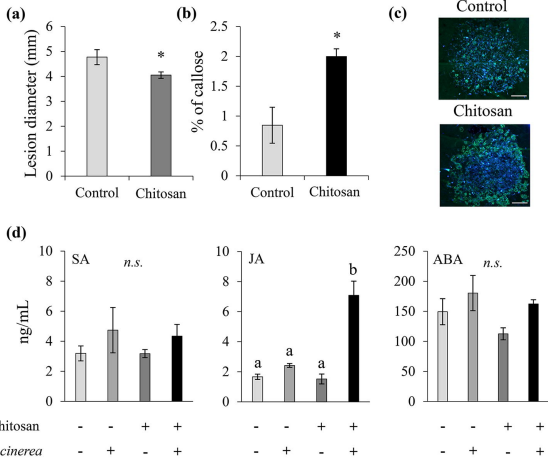 (a)
Lesion diameter (mm)
6
5
4
3
2
1
0
*
Control
Chitosan
(b)
% of callose
2.5
2
1.5
1
0.5
0
*
Control
Chitosan
(c)
Control
Chitosan
(d)
ng/mL
10
8
6
4
2
0
SA
n.s.
10
8
6
4
2
0
JA
a
a
a
b
250
200
150
100
50
0
ABA
n.s.
hitosan - - + + - - + + - - + +
cinerea - + - + - + - + - + - +